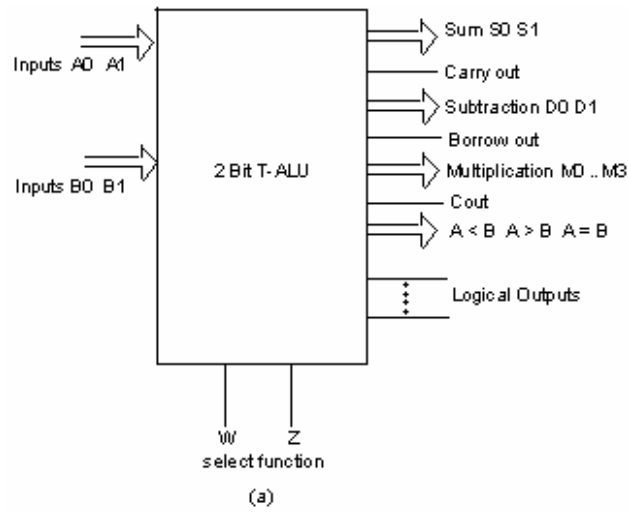 Sum S0 S1
Inputs A0 A1
Carry out
Subtraction D0 D1
Borrow out
2 Bit T-ALU
Multiplication M0 .. M3
Inputs B0 B1
Cout
A < B A > B A = B
Logical Outputs
W Z
select function
(a)